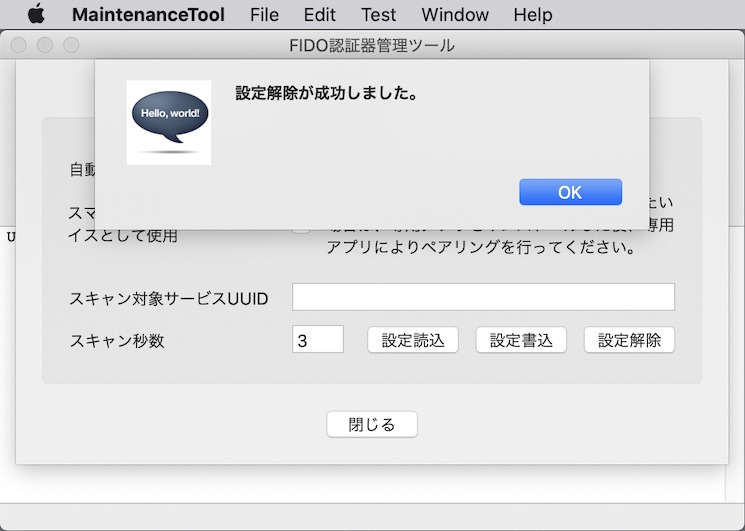 MaintenanceTool File Edit Test Window Help
FIDO認証器管理ツール
Hello, world!
設定解除が成功しました。
OK
自動
スマ
たい
イスとして使用
専用
アプリによりペアリングを行ってください。
スキャン対象サービスUUID
スキャン秒数
3
設定読込
設定書込
設定解除
閉じる